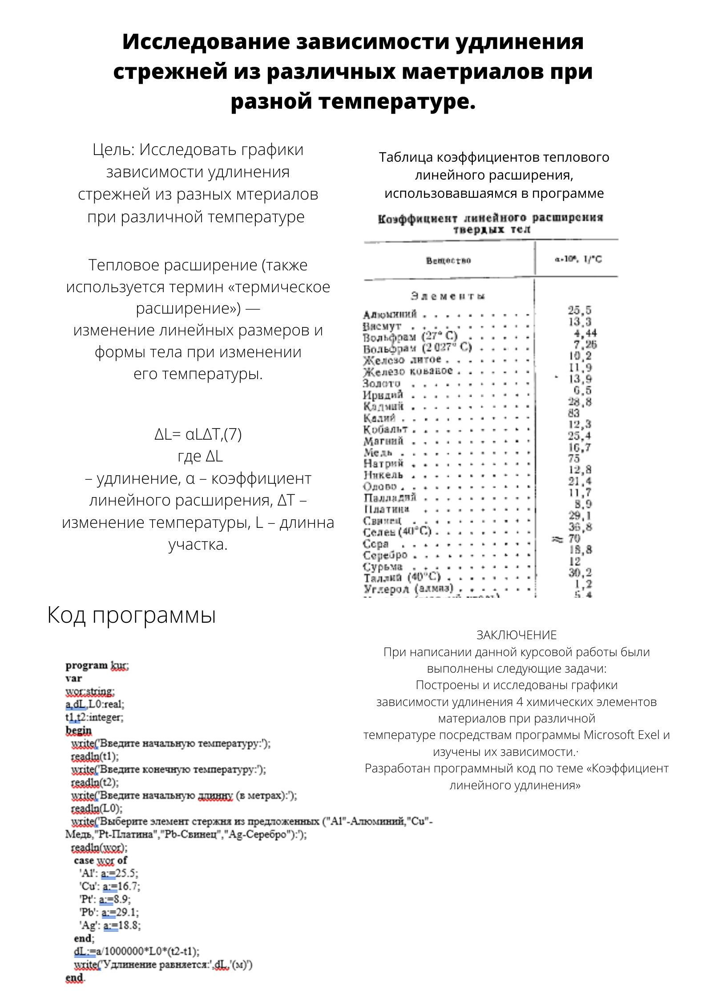 Исследование зависимости удлинения
стрежней из различных маетриалов при
разной температуре.
Цель: Исследовать графики
зависимости удлинения
стрежней из разных мтериалов
при различной температуре
Тепловое расширение (также
используется термин «термическое
расширение») —
изменение линейных размеров и
формы тела при изменении
его температуры.
ΔL= αLΔT,(7)
где ΔL
– удлинение, α – коэффициент
линейного расширения, ΔT –
изменение температуры, L – длинна
участка.
Таблица коэффициентов теплового
линейного расширения,
использовавшаямся в программе
Коэффициент линейного расширения
твердых тел
Вещество α·10⁶, 1/°C
Элементы
Алюминий . . . . . . . . . . 25,5
Висмут . . . . . . . . . . . 13,3
Вольфрам (27° C) . . . . . . 4,44
Вольфрам (2 027° C) . . . . . 7,26
Железо литое . . . . . . . . 10,2
Железо кованое . . . . . . . 11,9
Золото . . . . . . . . . . . 13,9
Иридий . . . . . . . . . . . 6,5
Кадмий . . . . . . . . . . . 28,8
Калий . . . . . . . . . . . . 83
Кобальт . . . . . . . . . . . 12,3
Магний . . . . . . . . . . . 25,4
Медь . . . . . . . . . . . . 16,7
Натрий . . . . . . . . . . . 75
Никель . . . . . . . . . . . 12,8
Олово . . . . . . . . . . . . 21,4
Палладий . . . . . . . . . . 11,7
Платина . . . . . . . . . . 8,9
Свинец . . . . . . . . . . . 29,1
Селен (40°C) . . . . . . . . . 36,8
Сера . . . . . . . . . . . . ≈ 70
Серебро . . . . . . . . . . . 18,8
Сурьма . . . . . . . . . . . 12
Таллий (40°C) . . . . . . . . 30,2
Углерод (алмаз) . . . . . . . 1,2
5,4
Код программы
program kur;
var
wor:string;
a,dL,L0:real;
t1,t2:integer;
begin
write('Введите начальную температуру:');
readln(t1);
write('Введите конечную температуру:');
readln(t2);
write('Введите начальную длинну (в метрах):');
readln(L0);
write('Выберите элемент стержня из предложенных ("Al"-Алюминий,"Cu"-
Медь,"Pt-Платина","Pb-Свинец","Ag-Серебро"):');
readln(wor);
case wor of
'Al': a:=25.5;
'Cu': a:=16.7;
'Pt': a:=8.9;
'Pb': a:=29.1;
'Ag': a:=18.8;
end;
dL:=a/1000000*L0*(t2-t1);
write('Удлинение равняется:',dL,'(м)')
end.
ЗАКЛЮЧЕНИЕ
При написании данной курсовой работы были
выполнены следующие задачи:
Построены и исследованы графики
зависимости удлинения 4 химических элементов
материалов при различной
температуре посредствам программы Microsoft Exel и
изучены их зависимости.·
Разработан программный код по теме «Коэффициент
линейного удлинения»